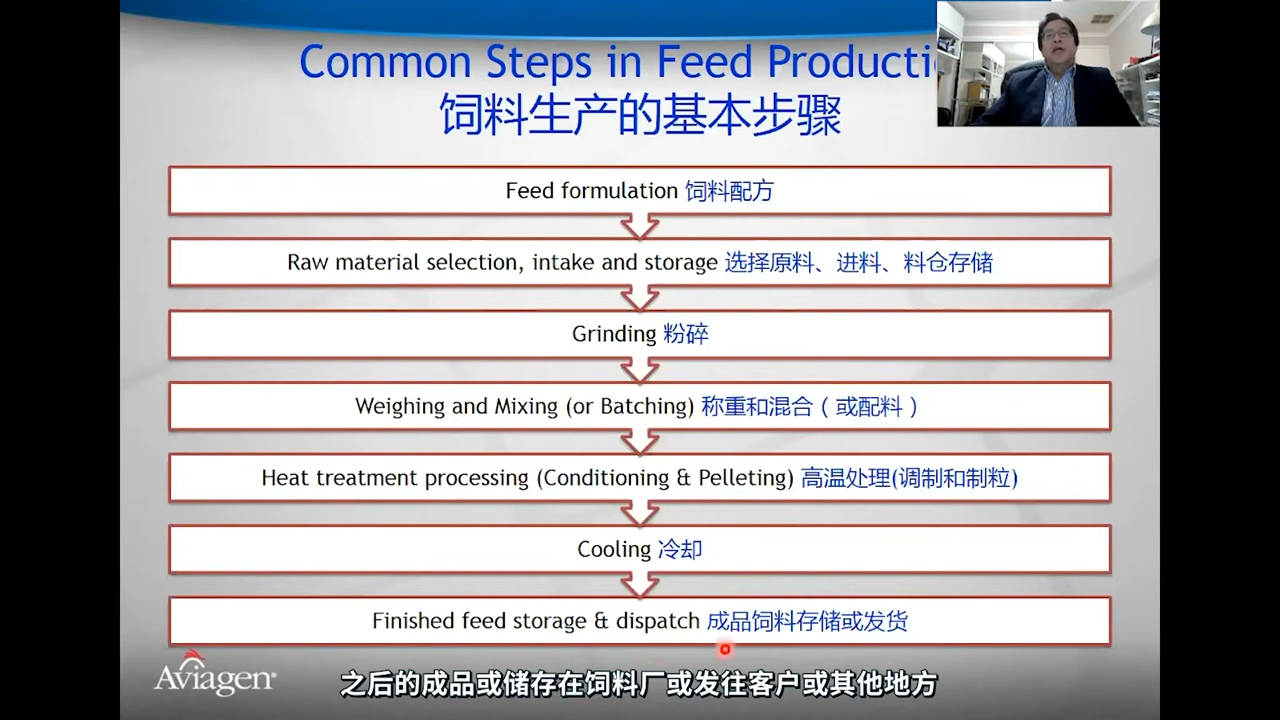 Common Steps in Feed Producti
饲料生产的基本步骤
Feed formulation 饲料配方
Raw material selection, intake and storage 选择原料、进料、料仓存储
Grinding 粉碎
Weighing and Mixing (or Batching) 称重和混合（或配料）
Heat treatment processing (Conditioning & Pelleting) 高温处理(调制和制粒)
Cooling 冷却
Finished feed storage & dispatch 成品饲料存储或发货
Aviagen
之后的成品或储存在饲料厂或发往客户或其他地方